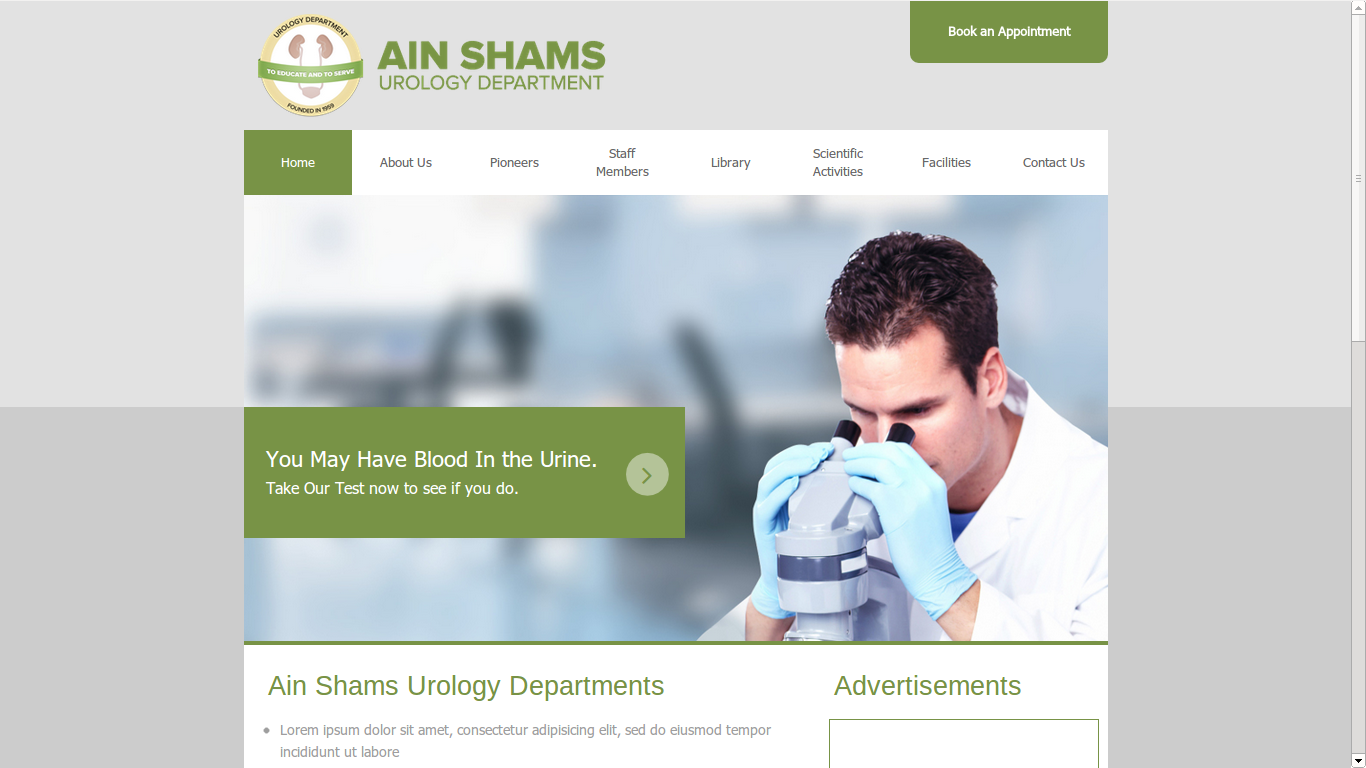 UROLOGY DEPARTMENT
TO EDUCATE AND TO SERVE
FOUNDED IN 1959
AIN SHAMS
UROLOGY DEPARTMENT
Book an Appointment
Home
About Us
Pioneers
Staff
Members
Library
Scientific
Activities
Facilities
Contact Us
You May Have Blood In the Urine.
Take Our Test now to see if you do.
Ain Shams Urology Departments
Lorem ipsum dolor sit amet, consectetur adipisicing elit, sed do eiusmod tempor
incididunt ut labore
Advertisements